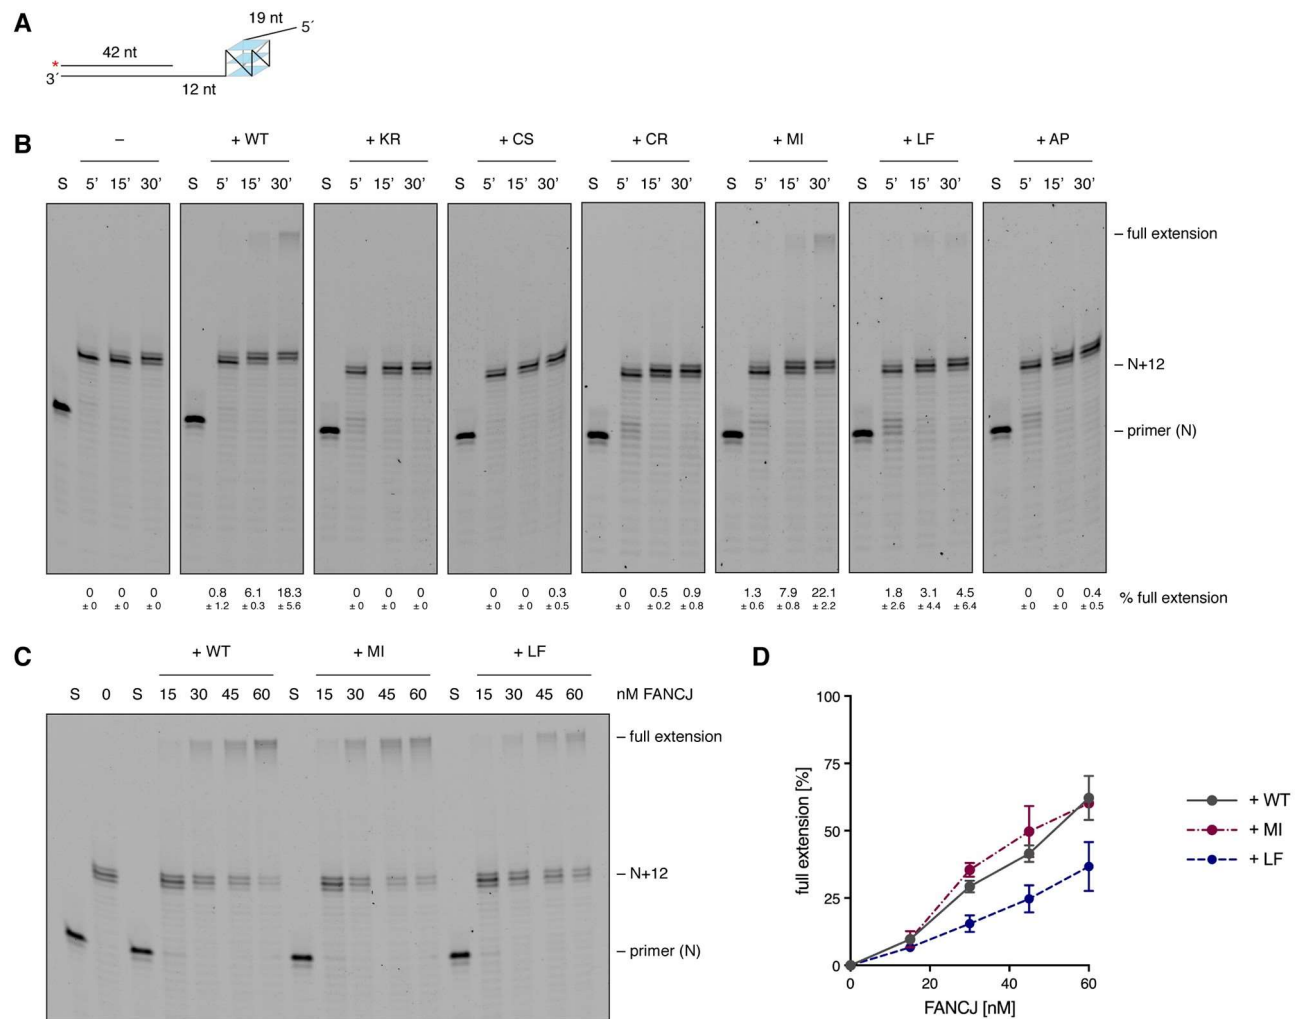 A
19 nt
5´
42 nt
*
3´
12 nt
B
– + WT + KR + CS + CR + MI + LF + AP
S 5' 15' 30' S 5' 15' 30' S 5' 15' 30' S 5' 15' 30' S 5' 15' 30' S 5' 15' 30' S 5' 15' 30' S 5' 15' 30'
– full extension
– N+12
– primer (N)
0 0 0 0.8 6.1 18.3 0 0 0 0 0 0.3 0 0.5 0.9 1.3 7.9 22.1 1.8 3.1 4.5 0 0 0.4
± 0 ± 0 ± 0 ± 1.2 ± 0.3 ± 5.6 ± 0 ± 0 ± 0 ± 0 ± 0 ± 0.5 ± 0 ± 0.2 ± 0.8 ± 0.6 ± 0.8 ± 2.2 ± 2.6 ± 4.4 ± 6.4 ± 0 ± 0 ± 0.5
% full extension
C
+ WT + MI + LF
S 0 S 15 30 45 60 S 15 30 45 60 S 15 30 45 60 nM FANCJ
– full extension
– N+12
– primer (N)
D
full extension [%]
100
75
50
25
0
0 20 40 60
FANCJ [nM]
+ WT
+ MI
+ LF